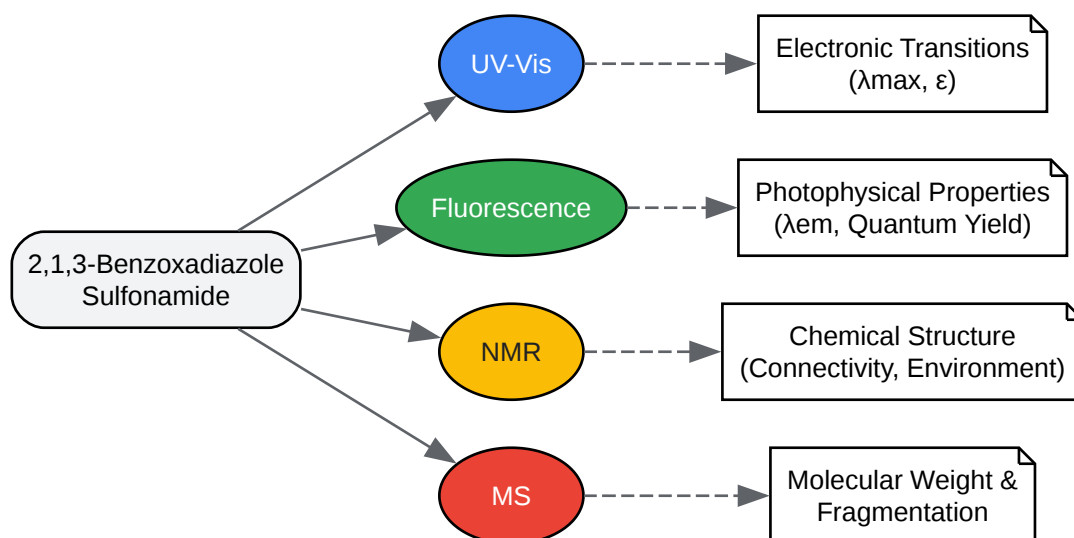 UV-Vis
Electronic Transitions
(λmax, ε)
Fluorescence
Photophysical Properties
(λem, Quantum Yield)
2,1,3-Benzoxadiazole
Sulfonamide
NMR
Chemical Structure
(Connectivity, Environment)
MS
Molecular Weight &
Fragmentation